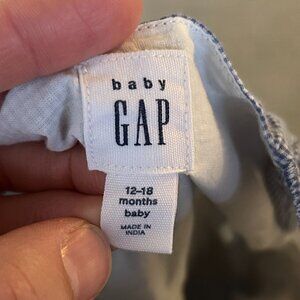 baby
GAP
12-18
months
baby
MADE IN
INDIA